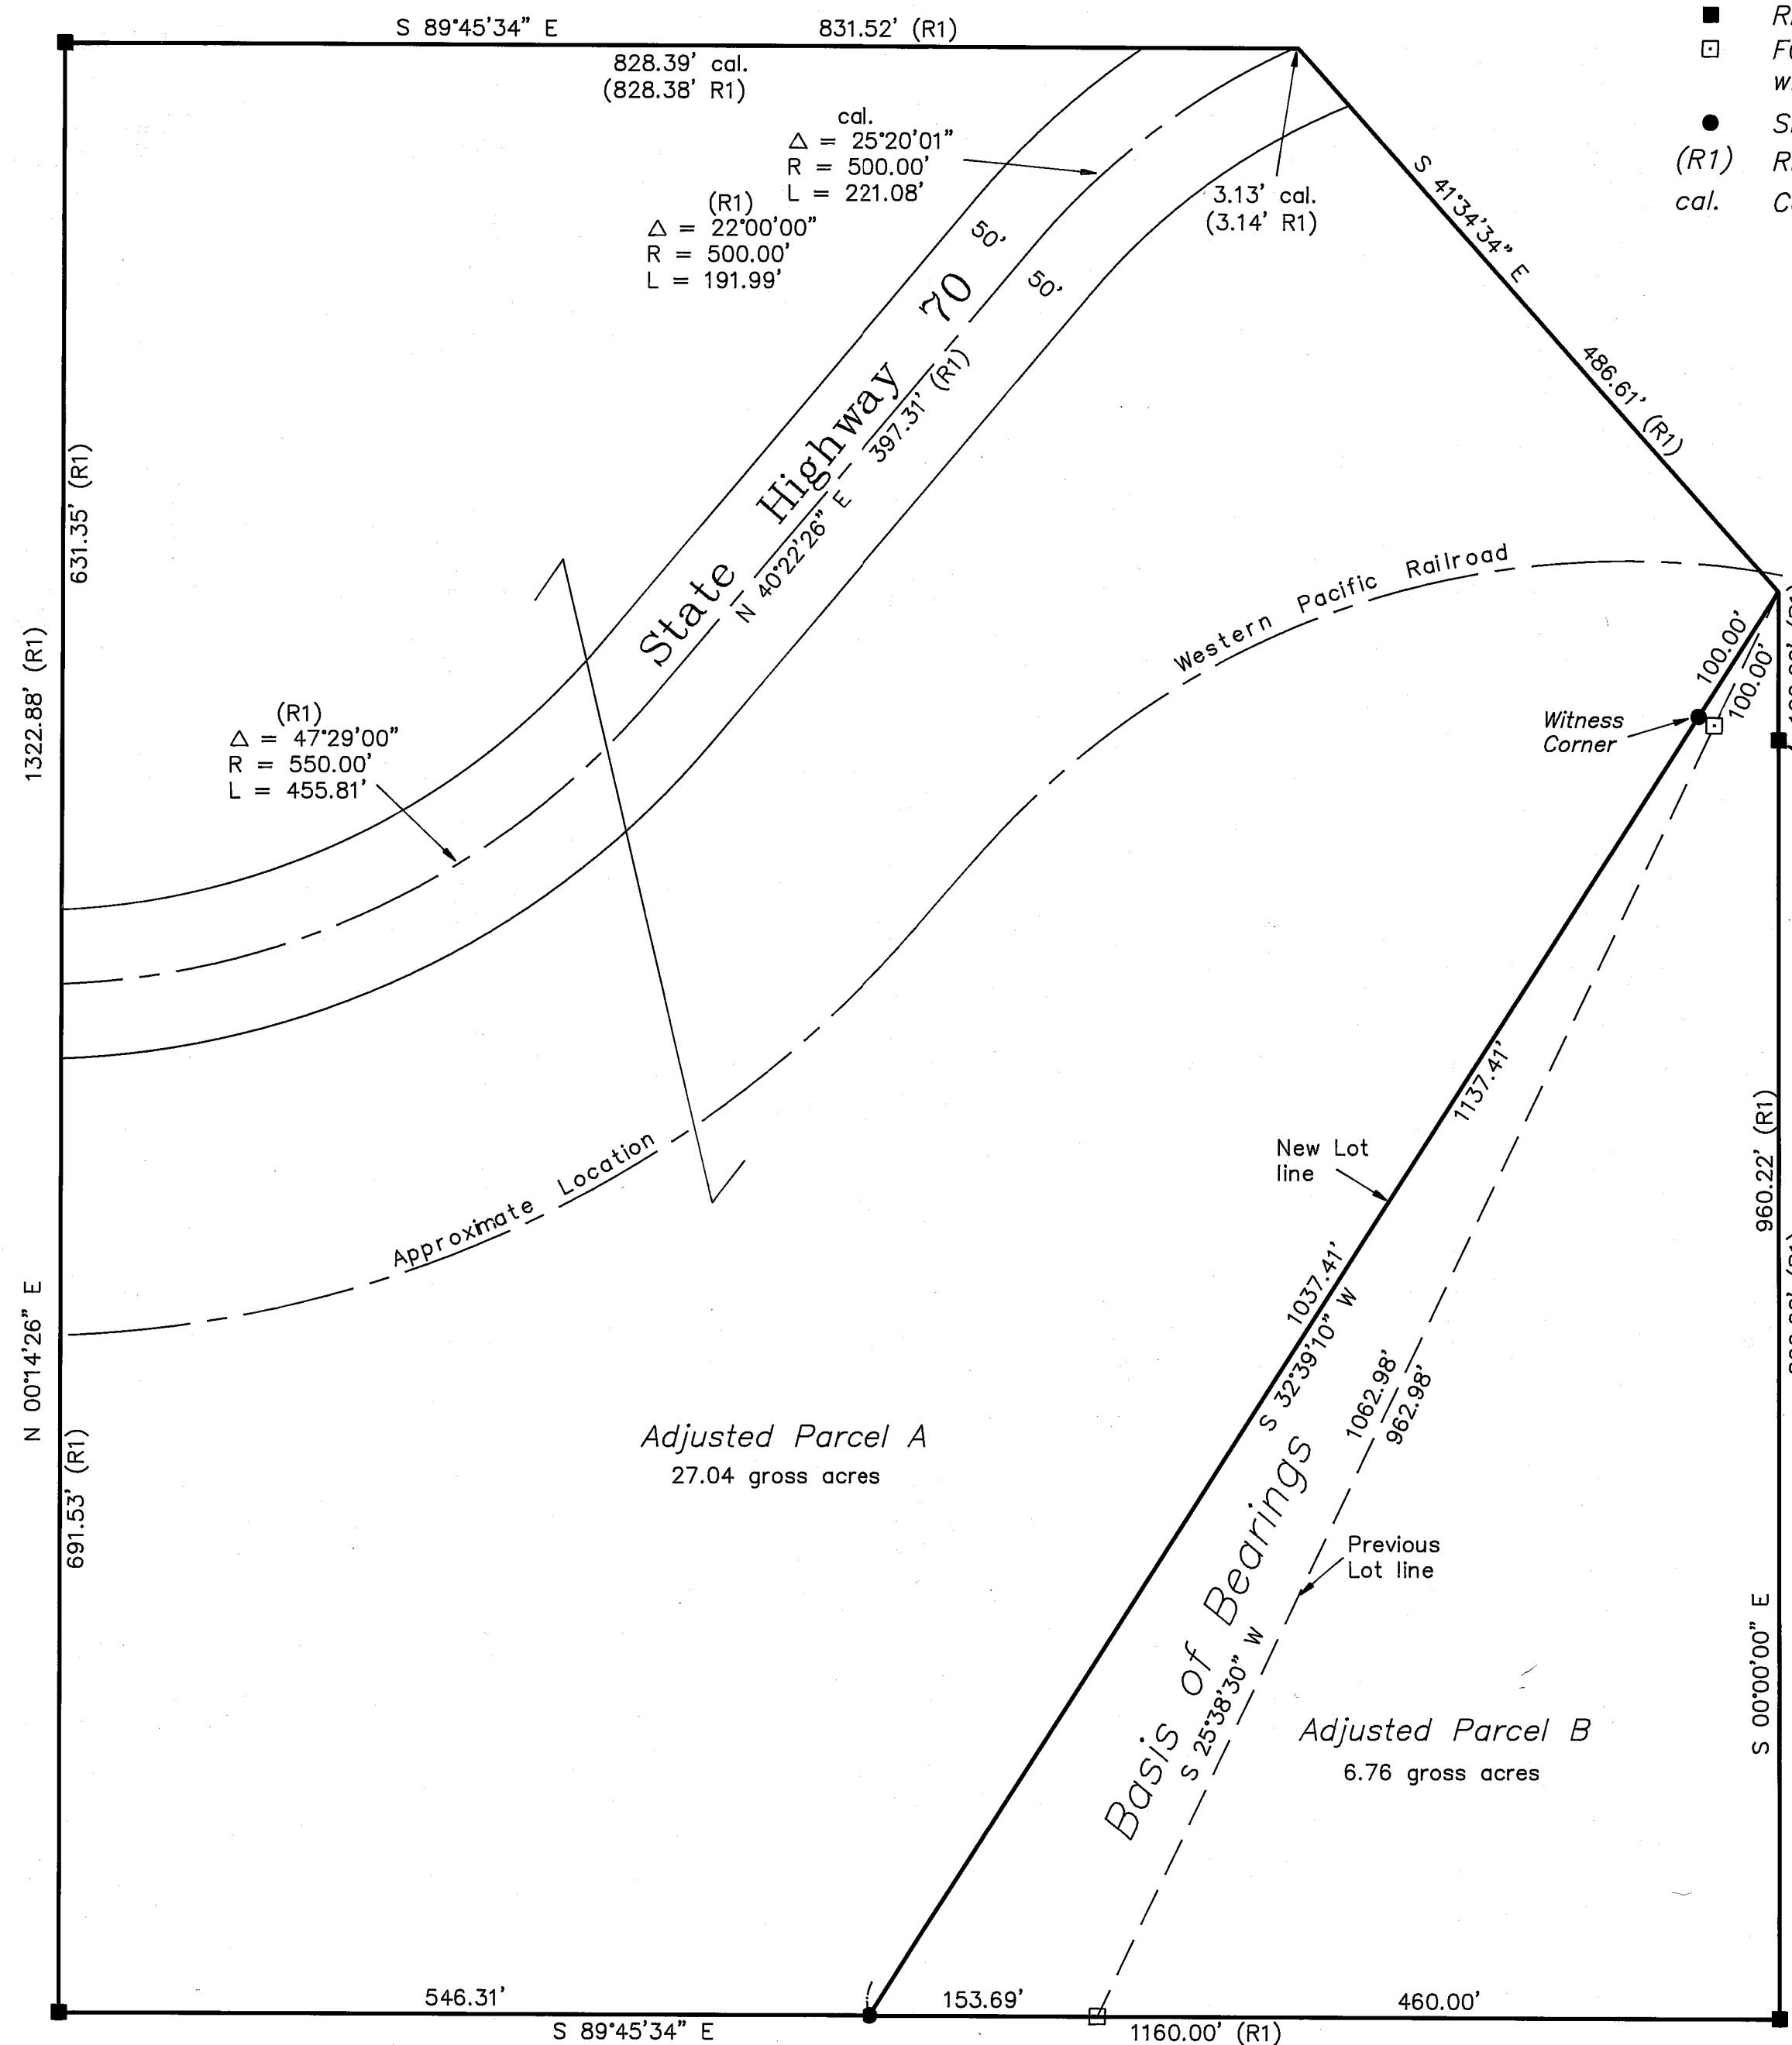 S 89°45'34" E
831.52' (R1)
828.39' cal.
(828.38' R1)
cal.
Δ = 25°20'01"
R = 500.00'
L = 221.08'
(R1)
Δ = 22°00'00"
R = 500.00'
L = 191.99'
3.13' cal.
(3.14' R1)
(R1)
cal.
S 41°34'34" E
486.61' (R1)
50'
50'
State Highway 70
N 40°22'26" E
397.31' (R1)
631.35' (R1)
1322.88' (R1)
(R1)
Δ = 47°29'00"
R = 550.00'
L = 455.81'
Western Pacific Railroad
100.00'
100.00'
Witness
Corner
Approximate Location
New Lot
line
1137.41'
960.22' (R1)
1037.41'
S 32°39'10" W
1062.98'
962.98'
N 00°14'26" E
691.53' (R1)
Adjusted Parcel A
27.04 gross acres
Basis of Bearings
S 25°38'30" W
Previous
Lot line
S 0°00'00" E
Adjusted Parcel B
6.76 gross acres
546.31'
153.69'
460.00'
S 89°45'34" E
1160.00' (R1)